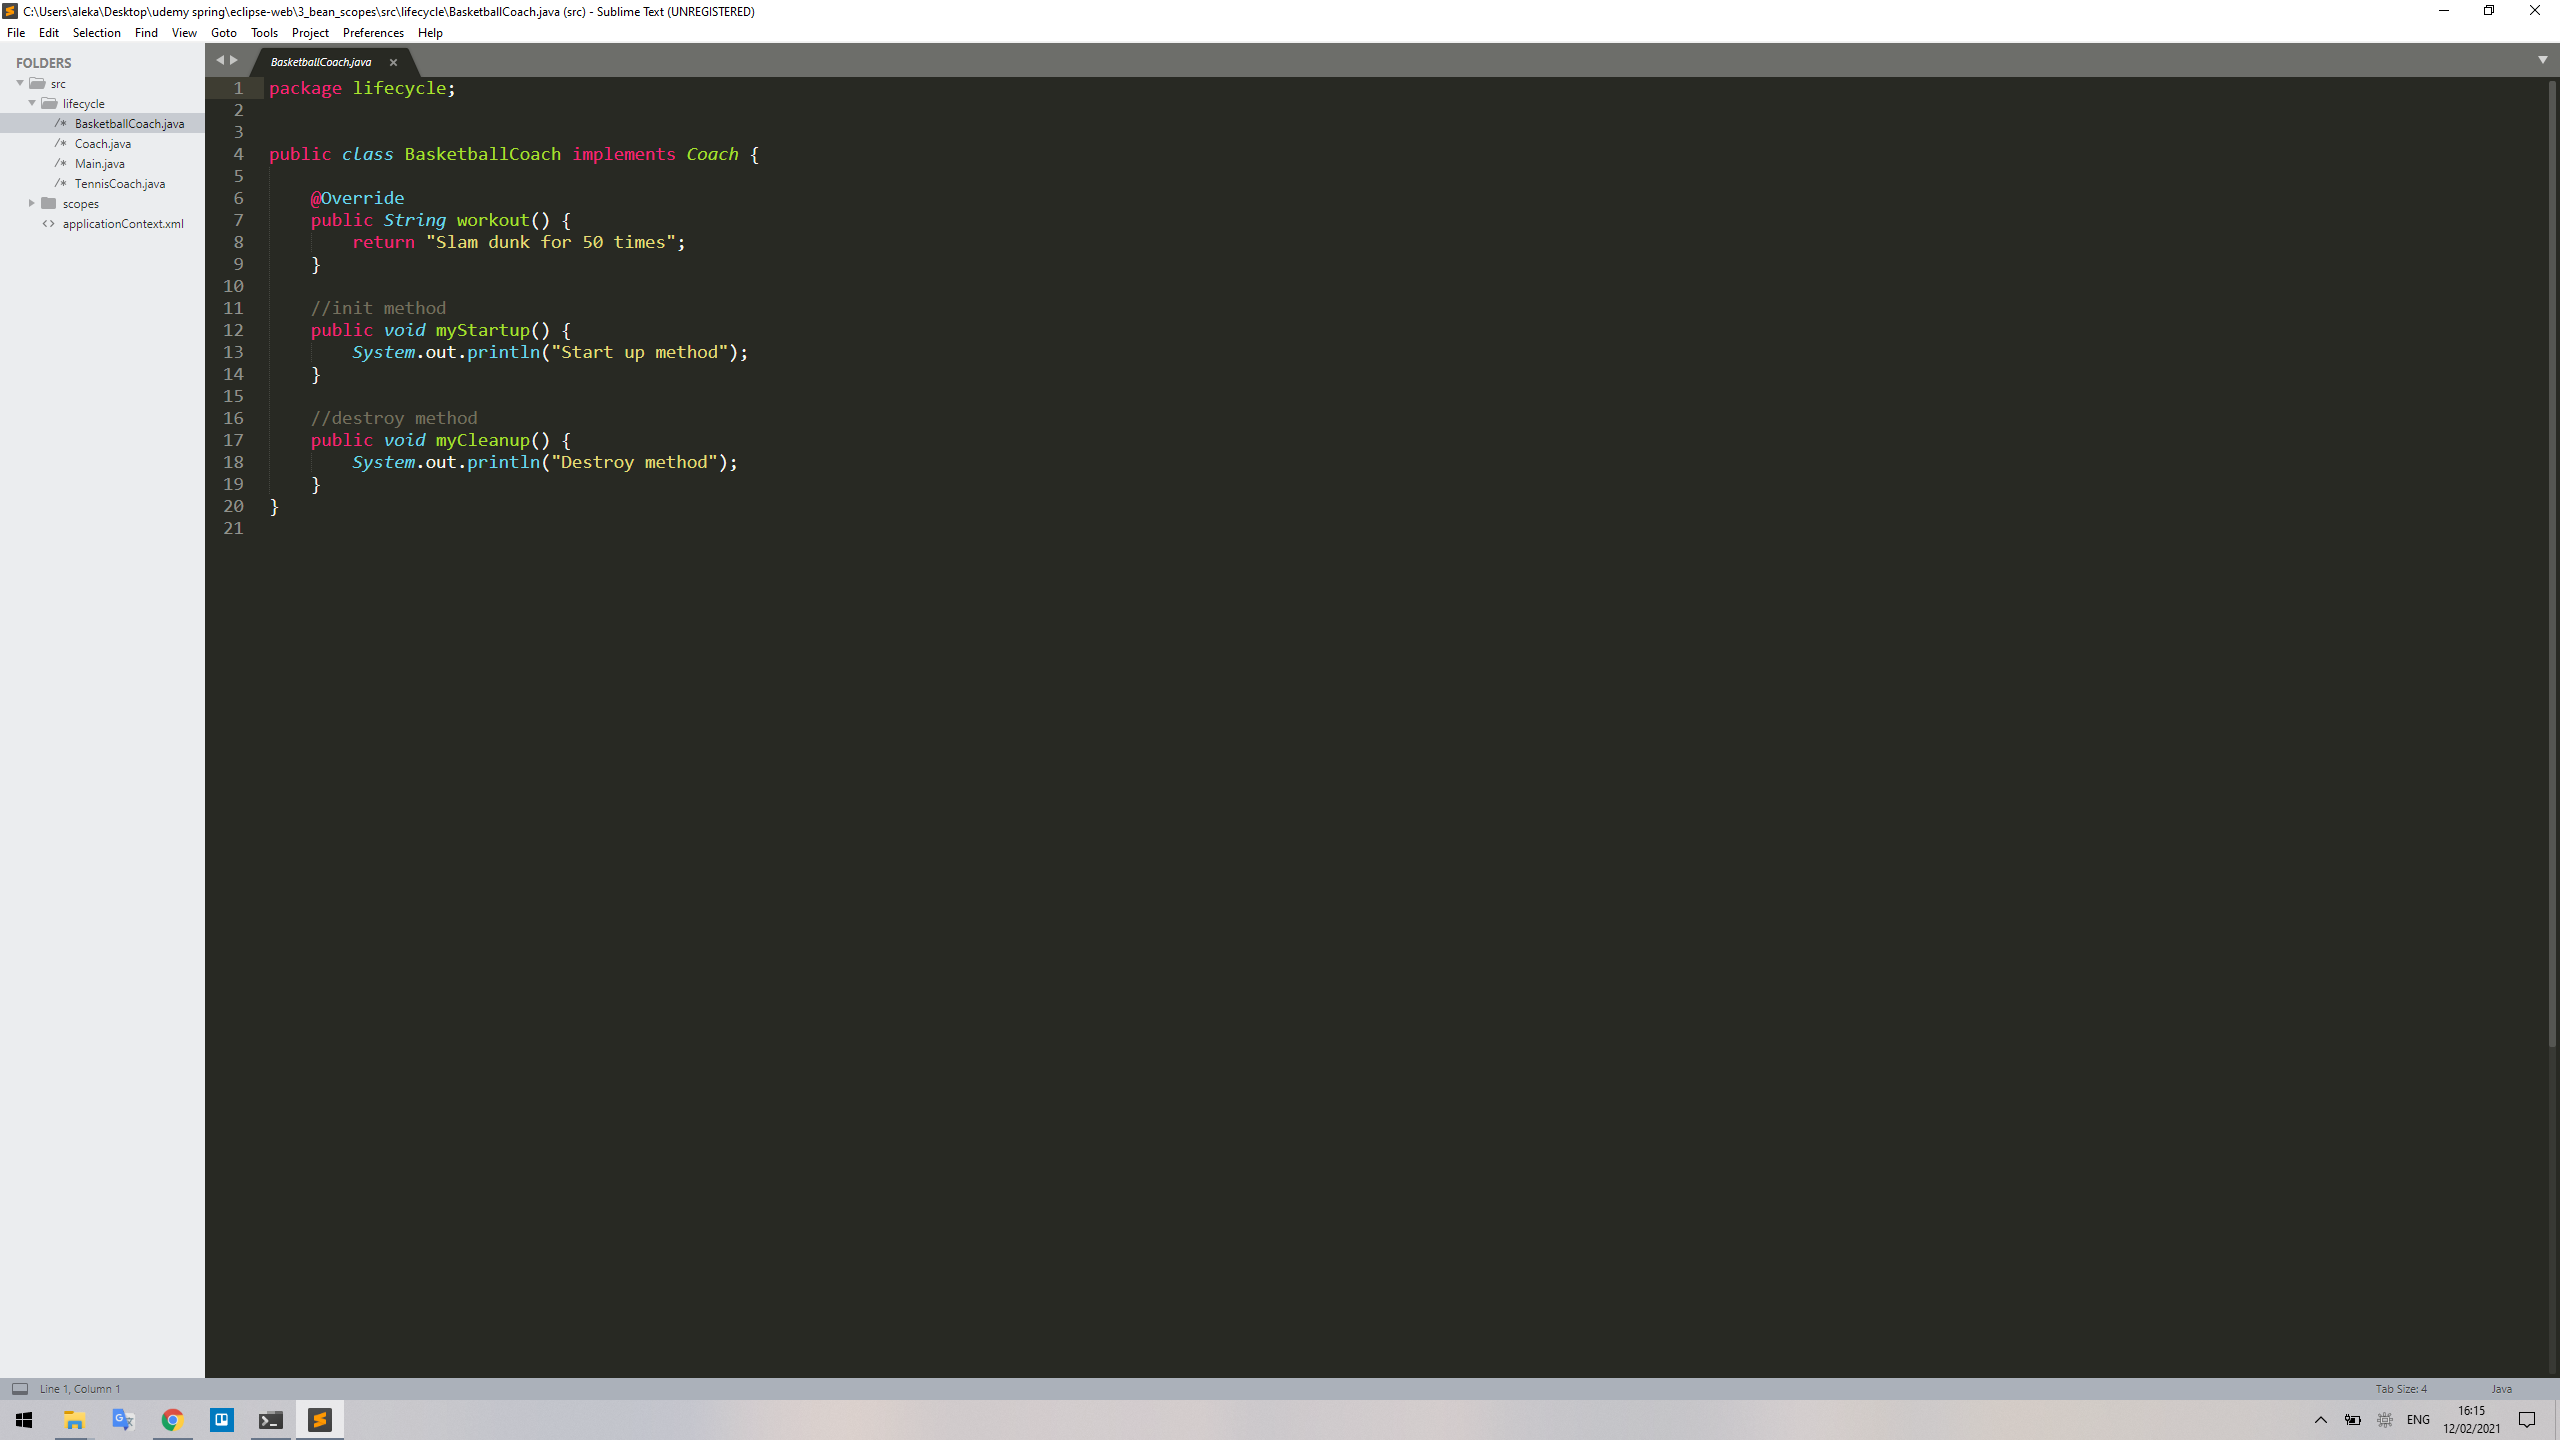 C:\Users\aleka\Desktop\udemy spring\eclipse-web\3_bean_scopes\src\lifecycle\BasketballCoach.java (src) - Sublime Text (UNREGISTERED)
File Edit Selection Find View Goto Tools Project Preferences Help
FOLDERS
src
lifecycle
/* BasketballCoach.java
/* Coach.java
/* Main.java
/* TennisCoach.java
scopes
<> applicationContext.xml
BasketballCoach.java ×
1 package lifecycle;
2
3
4 public class BasketballCoach implements Coach {
5
6 @Override
7 public String workout() {
8 return "Slam dunk for 50 times";
9 }
10
11 //init method
12 public void myStartup() {
13 System.out.println("Start up method");
14 }
15
16 //destroy method
17 public void myCleanup() {
18 System.out.println("Destroy method");
19 }
20 }
21
Line 1, Column 1 Tab Size: 4 Java
ENG
16:15
12/02/2021